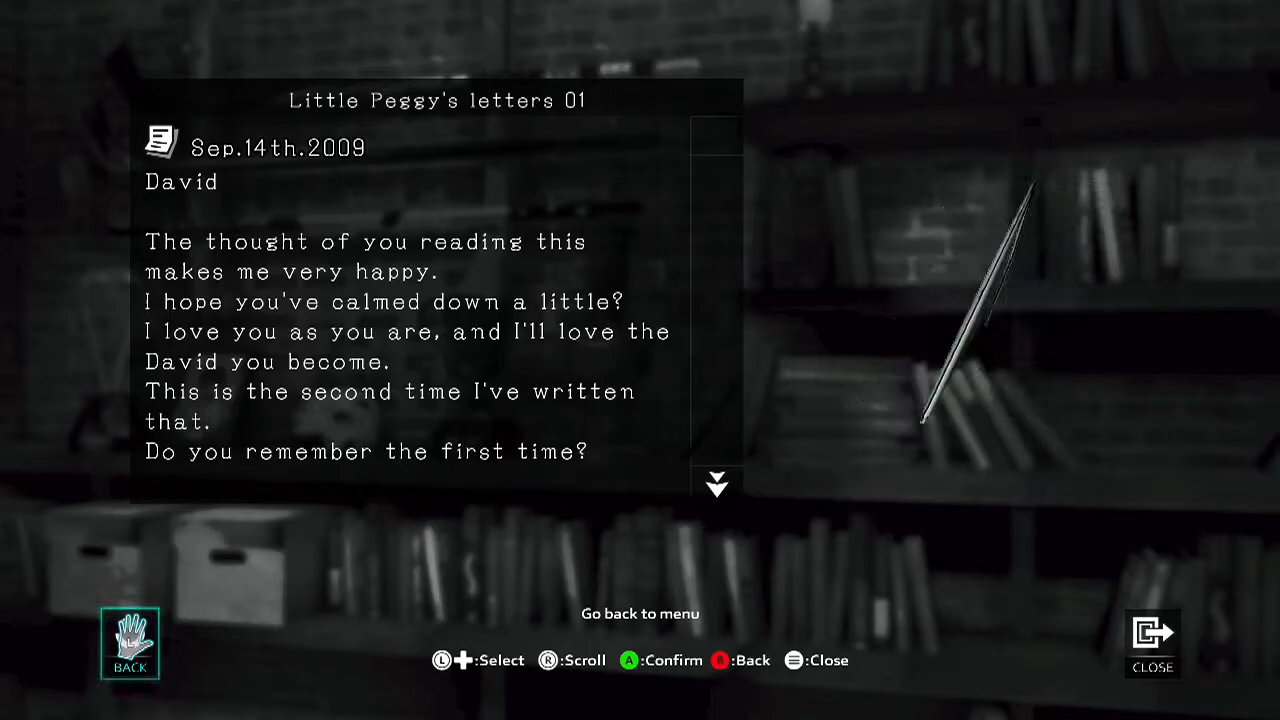 Little Peggy's letters 01
Sep.14th.2009
David
The thought of you reading this
makes me very happy.
I hope you've calmed down a little?
I love you as you are, and I'll love the
David you become.
This is the second time I've written
that.
Do you remember the first time?
Go back to menu
L :Select R :Scroll A :Confirm B :Back :Close
BACK
CLOSE